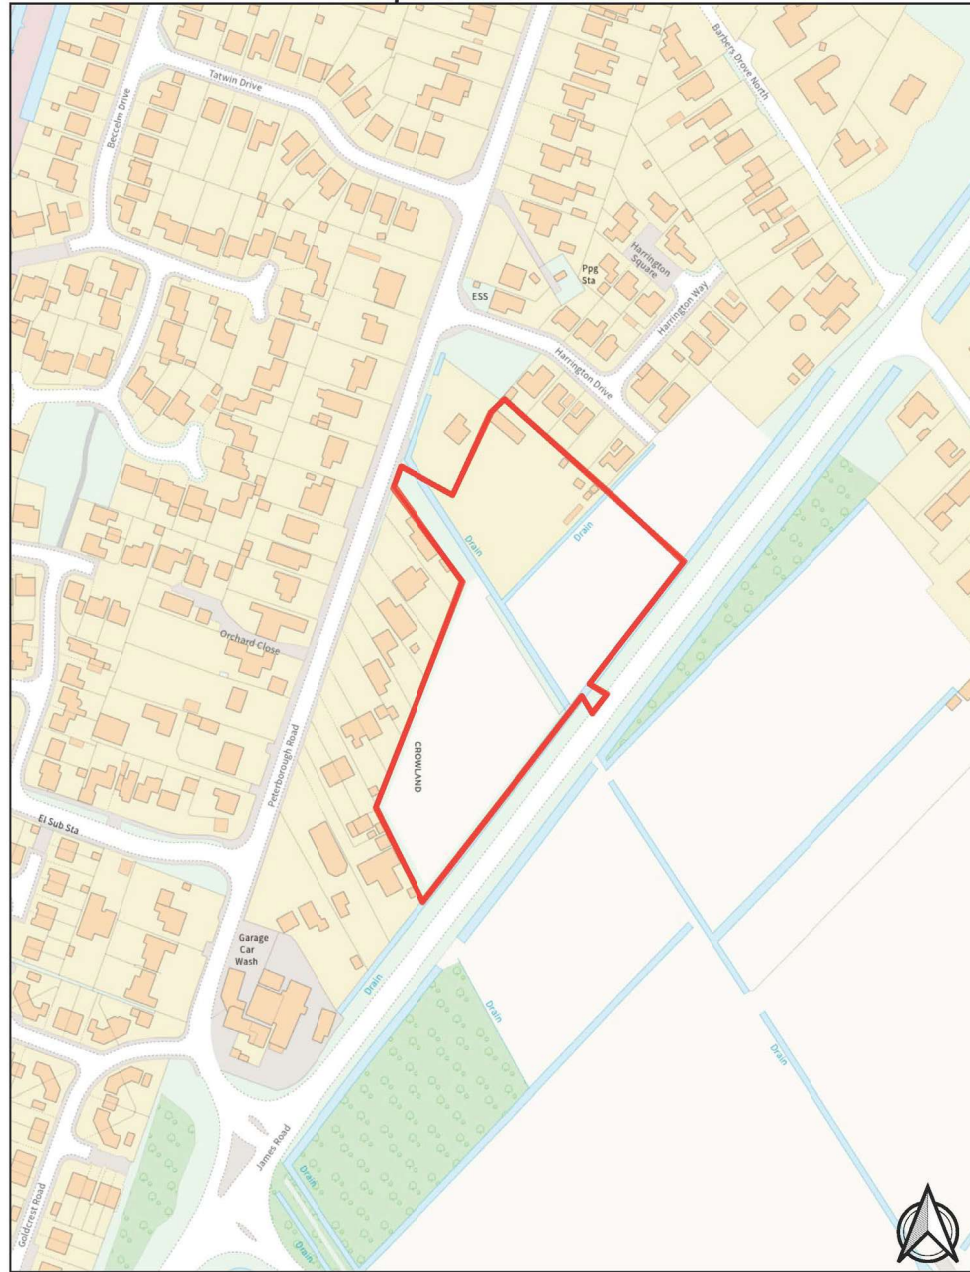 Barbers Drove North
Tatwin Drive
Beccelm Drive
Harrington
Square
Ppg
Sta
ESS
Harrington Way
Harrington Drive
Drain
Drain
Orchard Close
Peterborough Road
CROWLAND
El Sub Sta
Garage
Car
Wash
Drain
Drain
Drain
James Road
Drain
Goldcrest Road
Drain